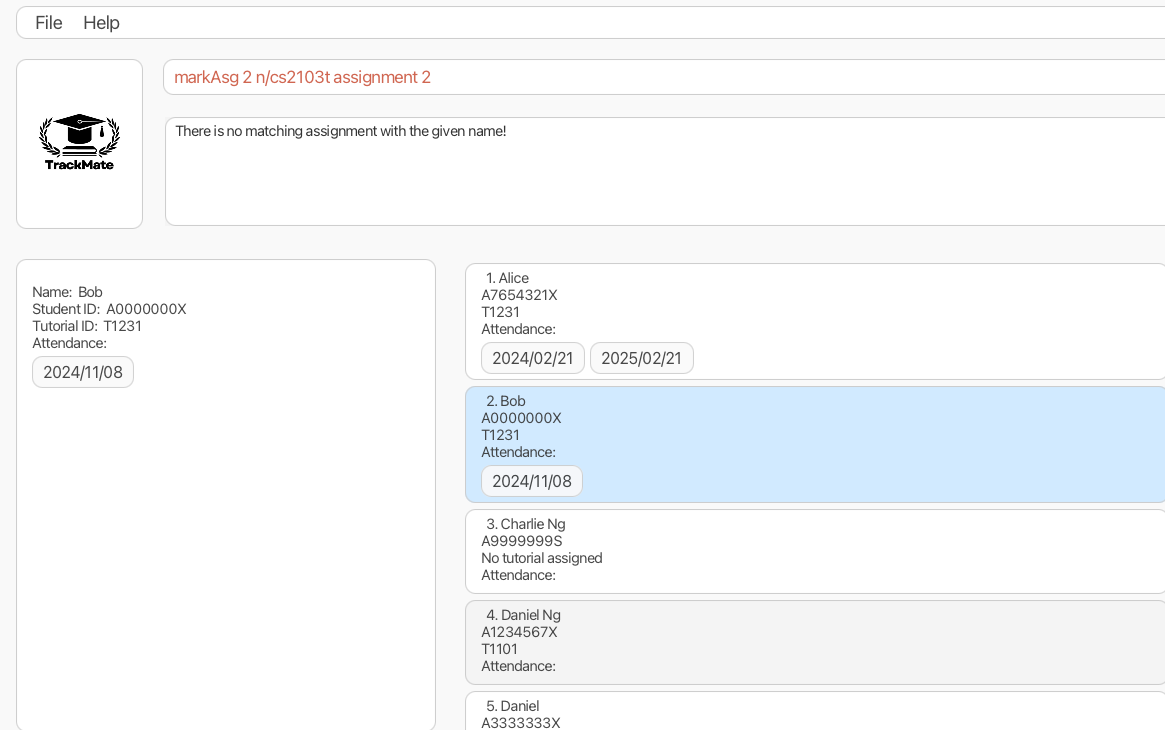 File Help
markAsg 2 n/cs2103t assignment 2
TrackMate
There is no matching assignment with the given name!
Name: Bob
Student ID: A0000000X
Tutorial ID: T1231
Attendance:
2024/11/08
1. Alice
A7654321X
T1231
Attendance:
2024/02/21 2025/02/21
2. Bob
A0000000X
T1231
Attendance:
2024/11/08
3. Charlie Ng
A9999999S
No tutorial assigned
Attendance:
4. Daniel Ng
A1234567X
T1101
Attendance:
5. Daniel
A3333333X